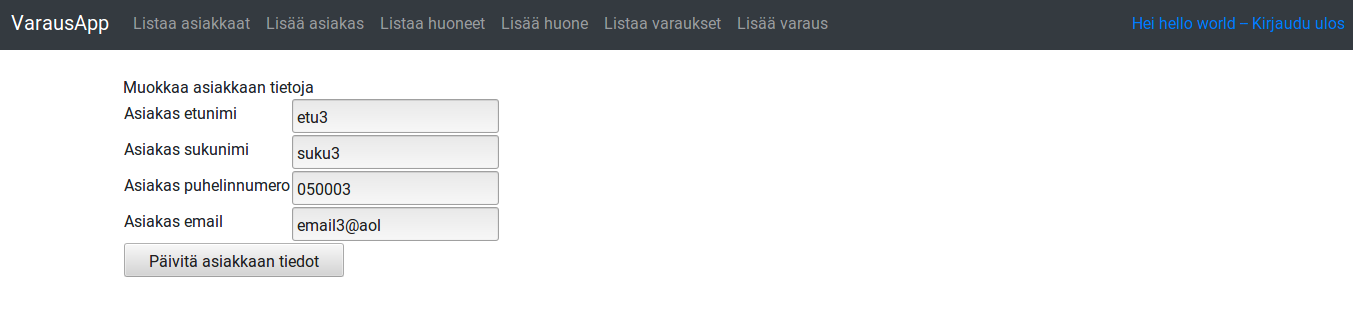 VarausApp Listaa asiakkaat Lisää asiakas Listaa huoneet Lisää huone Listaa varaukset Lisää varaus Hei hello world – Kirjaudu ulos
Muokkaa asiakkaan tietoja
Asiakas etunimi etu3
Asiakas sukunimi suku3
Asiakas puhelinnumero 050003
Asiakas email email3@aol
Päivitä asiakkaan tiedot